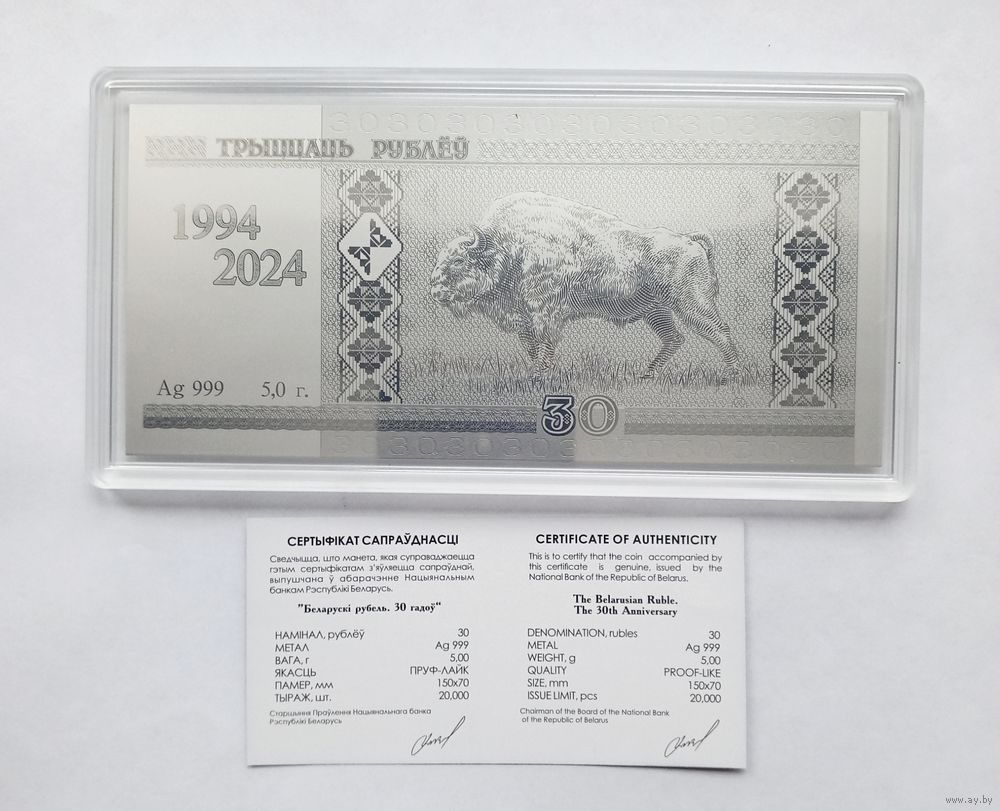 303030303030303030
ТРЫЦЦАЦЬ РУБЛЁЎ
1994
2024
Ag 999 5,0 г.
30
СЕРТЫФІКАТ САПРАЎДНАСЦІ
Сведчыцца, што манета, якая суправаджаецца
гэтым сертыфікатам з'яўляецца сапраўднай,
выпушчана ў абарачэнне Нацыянальным
банкам Рэспублікі Беларусь.
"Беларускі рубель. 30 гадоў"
НАМІНАЛ, рублёў 30
МЕТАЛ Ag 999
ВАГА, г 5,00
ЯКАСЦЬ ПРУФ-ЛАЙК
ПАМЕР, мм 150х70
ТЫРАЖ, шт. 20,000
Старшыня Праўлення Нацыянальнага банка
Рэспублікі Беларусь
CERTIFICATE OF AUTHENTICITY
This is to certify that the coin accompanied by
this certificate is genuine, issued by the
National Bank of the Republic of Belarus.
The Belarusian Ruble.
The 30th Anniversary
DENOMINATION, rubles 30
METAL Ag 999
WEIGHT, g 5,00
QUALITY PROOF-LIKE
SIZE, mm 150x70
ISSUE LIMIT, pcs 20,000
Chairman of the Board of the National Bank
of the Republic of Belarus
www.ay.by